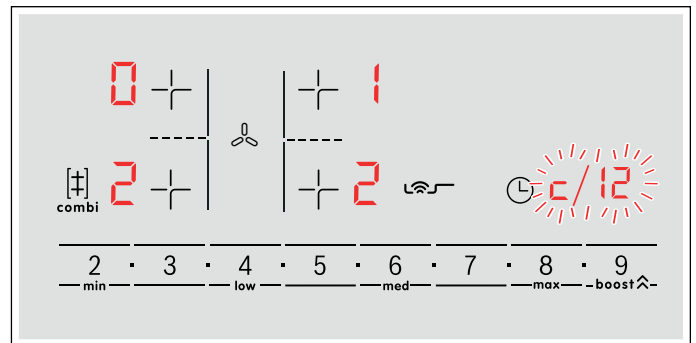 0 1
combi 2 2 c/12
2 · 3 · 4 · 5 · 6 · 7 · 8 · 9
min low med max boost